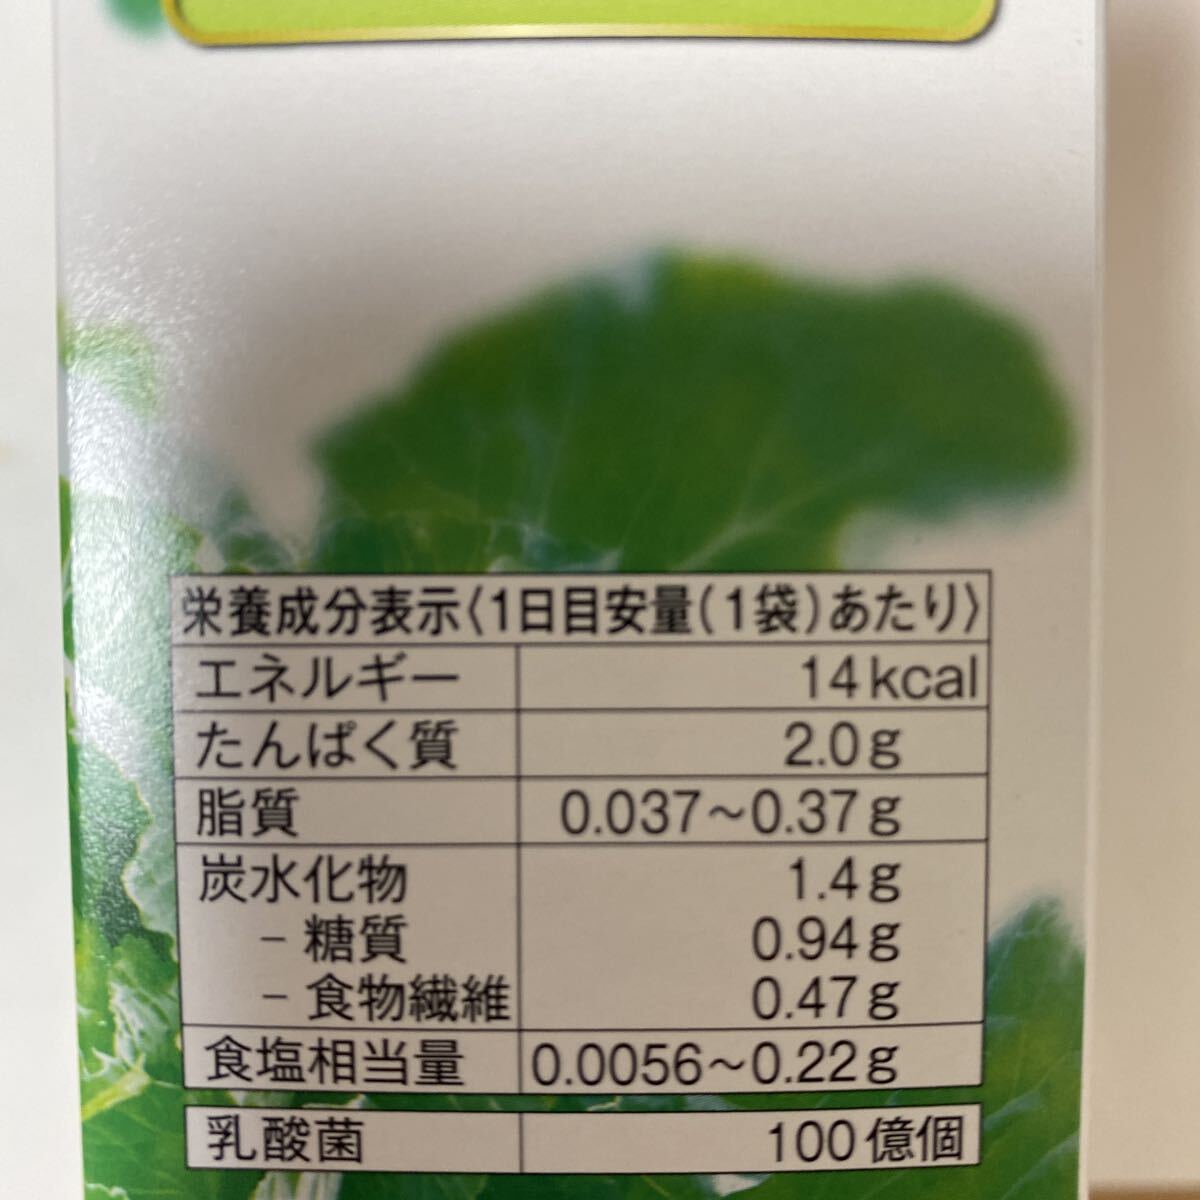 栄養成分表示〈1日目安量(1袋)あたり〉
エネルギー 14kcal
たんぱく質 2.0g
脂質 0.037～0.37g
炭水化物 1.4g
－糖質 0.94g
－食物繊維 0.47g
食塩相当量 0.0056～0.22g
乳酸菌 100億個